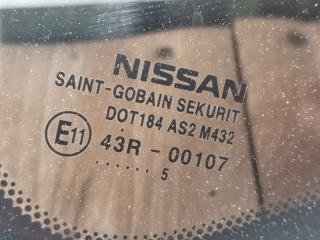 NISSAN
SAINT-GOBAIN SEKURIT
DOT184 AS2 M432
E11 43R - 00107
...... 5